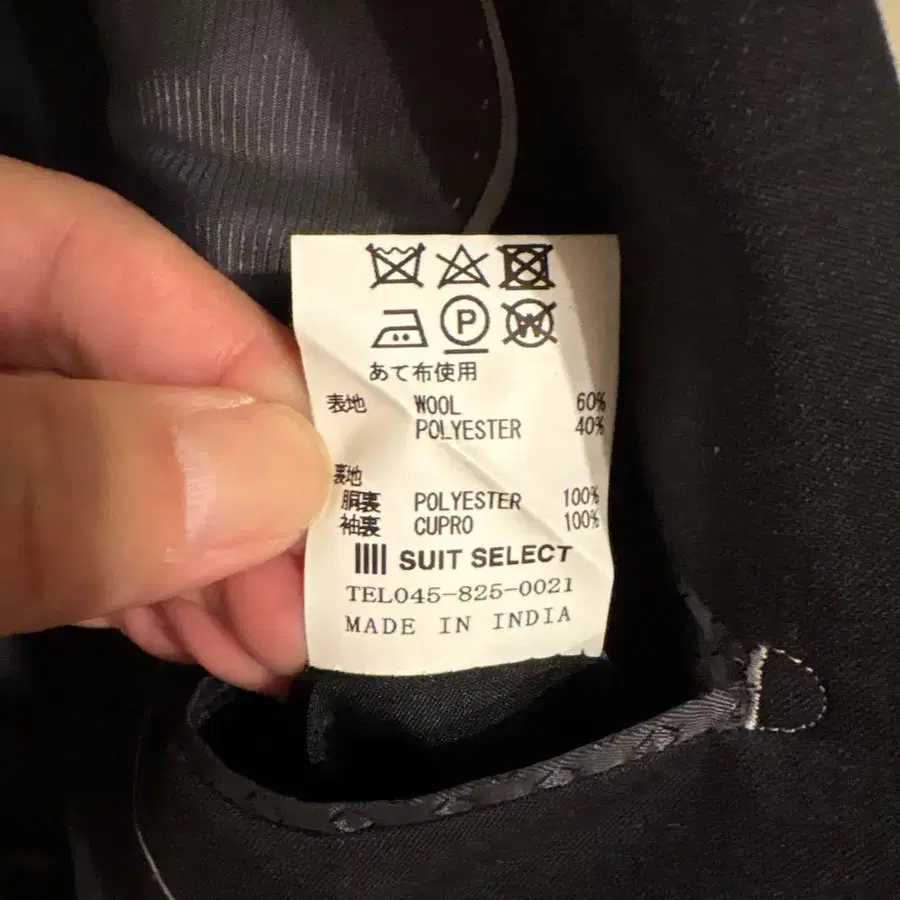 P W
あて布使用
表地 WOOL 60%
POLYESTER 40%
裏地
胴裏 POLYESTER 100%
袖裏 CUPRO 100%
SUIT SELECT
TEL045-825-0021
MADE IN INDIA